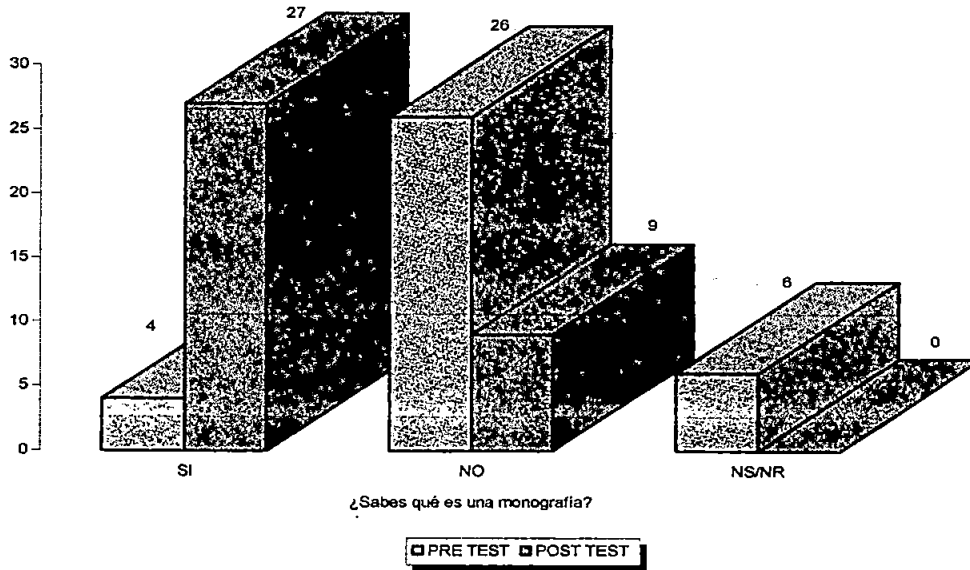 27
26
30
25
20
15
9
10
6
4
0
5
0
SI
NO
NS/NR
¿Sabes qué es una monografía?
PRE TEST POST TEST